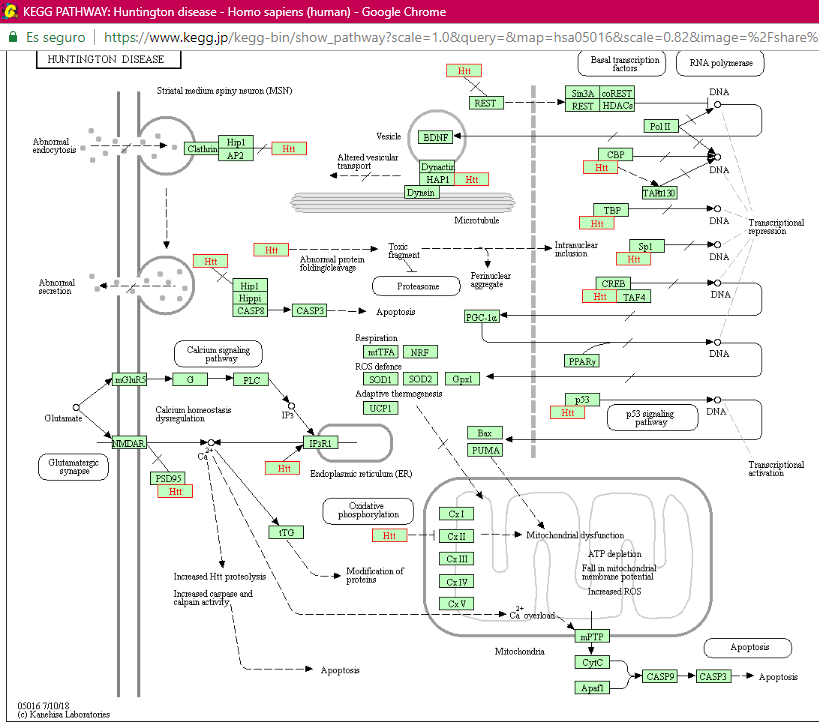 KEGG PATHWAY: Huntington disease - Homo sapiens (human) - Google Chrome
Es seguro | https://www.kegg.jp/kegg-bin/show_pathway?scale=1.0&query=&map=hsa05016&scale=0.82&image=%2Fshare%
HUNTINGTON DISEASE
Striatal medium spiny neuron (MSN)
Htt
REST
Sin3A
coREST
REST
HDACs
Basal transcription
factors
RNA polymerase
DNA
Pol II
Abnormal
endocytosis
Clathrin
Hip1
AP2
Htt
Vesicle
BDNF
Altered vesicular
transport
Dynactin
HAP1
Htt
Dynein
Microtubule
CBP
Htt
DNA
TAFII130
TBP
Htt
DNA
Transcriptional
repression
Sp1
Htt
DNA
Htt
Abnormal protein
folding/cleavage
Toxic
fragment
Intranuclear
inclusion
Proteasome
Perinuclear
aggregate
Abnormal
secretion
Htt
Hip1
Hippi
CASP8
CASP3
Apoptosis
CREB
Htt
TAF4
DNA
PGC-1α
PPARγ
DNA
Respiration
mtTFA
NRF
ROS defence
SOD1
SOD2
Gpx1
Adaptive thermogenesis
UCP1
Calcium signaling
pathway
mGluR5
G
PLC
IP3
Glutamate
Calcium homeostasis
dysregulation
p53
Htt
DNA
p53 signaling
pathway
Bax
PUMA
Transcriptional
activation
NMDAR
Ca2+
IP3R1
Htt
Endoplasmic reticulum (ER)
Glutamatergic
synapse
PSD95
Htt
Oxidative
phosphorylation
Htt
Cx I
Cx II
Cx III
Cx IV
Cx V
Mitochondrial dysfunction
ATP depletion
Fall in mitochondrial
membrane potential
Increased ROS
tTG
Modification of
proteins
Increased Htt proteolysis
Increased caspase and
calpain activity
Ca2+ overload
mPTP
Mitochondria
Apoptosis
Apoptosis
CytC
Apaf1
CASP9
CASP3
Apoptosis
05016 7/10/18
(c) Kanehisa Laboratories